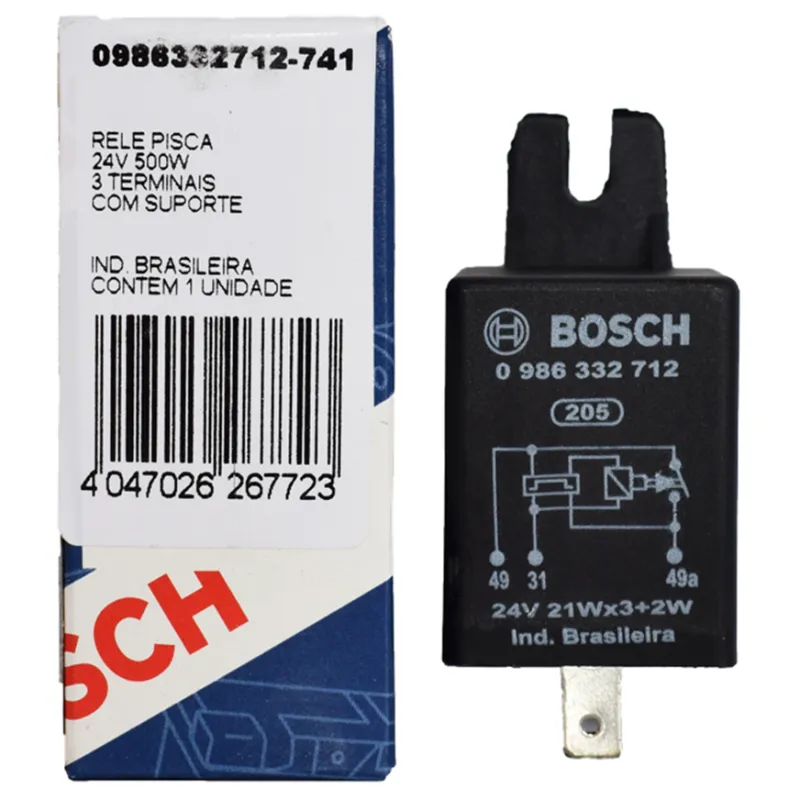 0986332712-741
RELE PISCA
24V 500W
3 TERMINAIS
COM SUPORTE
IND. BRASILEIRA
CONTEM 1 UNIDADE
4 047026 267723
SCH
BOSCH
0 986 332 712
205
49 31 49a
24V 21Wx3+2W
Ind. Brasileira